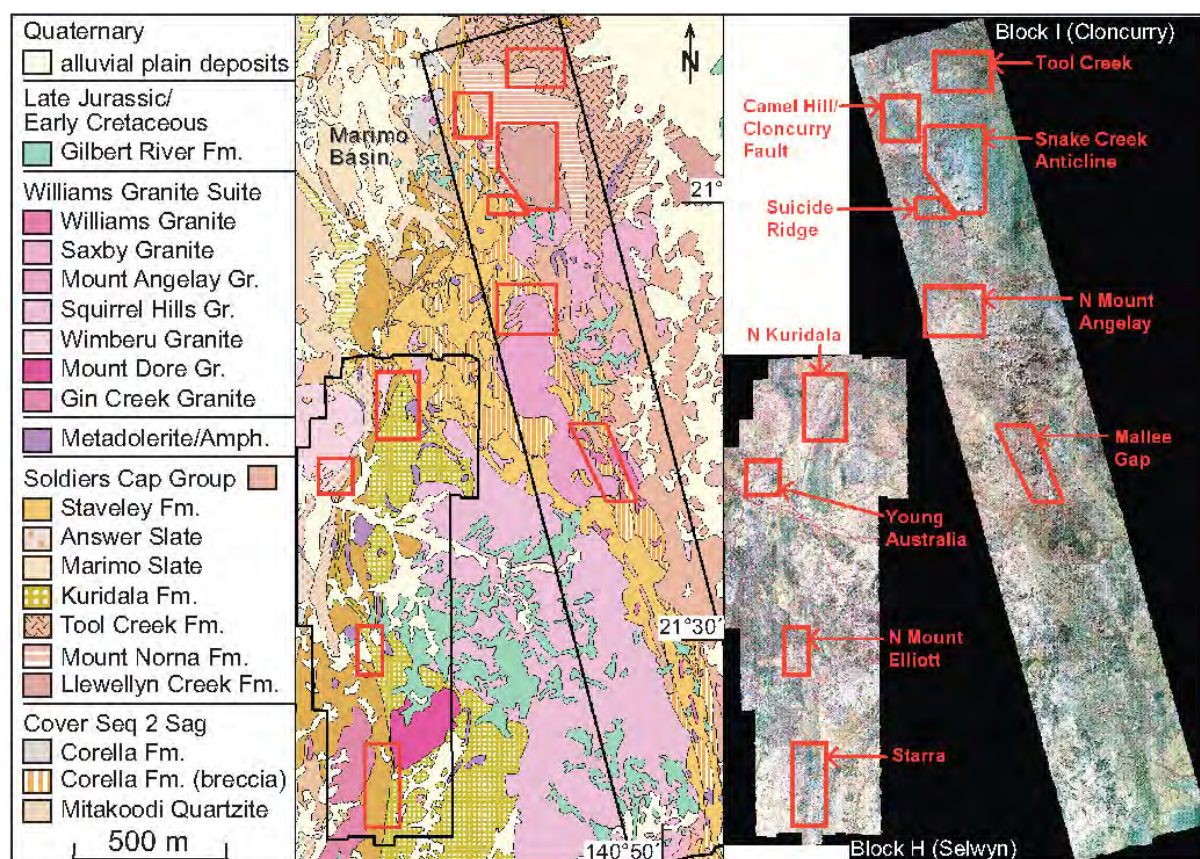 Quaternary
alluvial plain deposits
Late Jurassic/
Early Cretaceous
Gilbert River Fm.
Williams Granite Suite
Williams Granite
Saxby Granite
Mount Angelay Gr.
Squirrel Hills Gr.
Wimberu Granite
Mount Dore Gr.
Gin Creek Granite
Metadolerite/Amph.
Soldiers Cap Group
Staveley Fm.
Answer Slate
Marimo Slate
Kuridala Fm.
Tool Creek Fm.
Mount Norna Fm.
Llewellyn Creek Fm.
Cover Seq 2 Sag
Corella Fm.
Corella Fm. (breccia)
Mitakoodi Quartzite
500 m
Marimo
Basin
N
21°
21°30'
140°50'
Block I (Cloncurry)
Tool Creek
Camel Hill/
Cloncurry
Fault
Snake Creek
Anticline
Suicide
Ridge
N Mount
Angelay
N Kuridala
Mallee
Gap
Young
Australia
N Mount
Elliott
Starra
Block H (Selwyn)